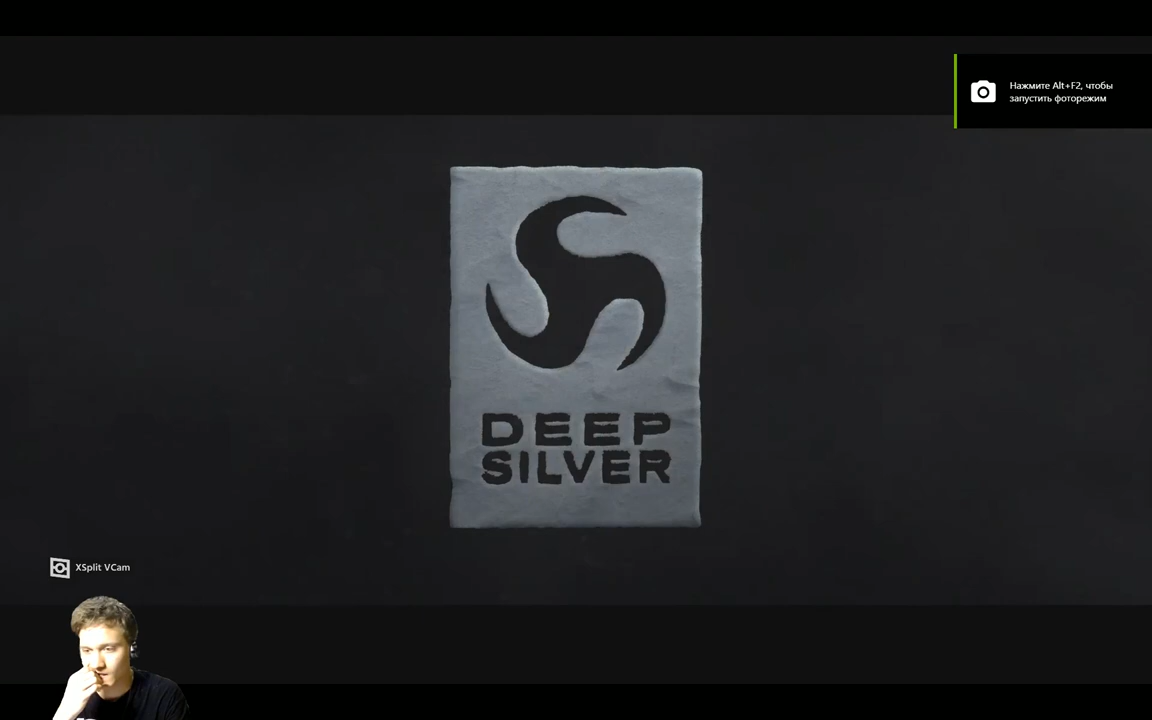 Нажмите Alt+F2, чтобы
запустить фоторежим
DEEP
SILVER
XSplit VCam